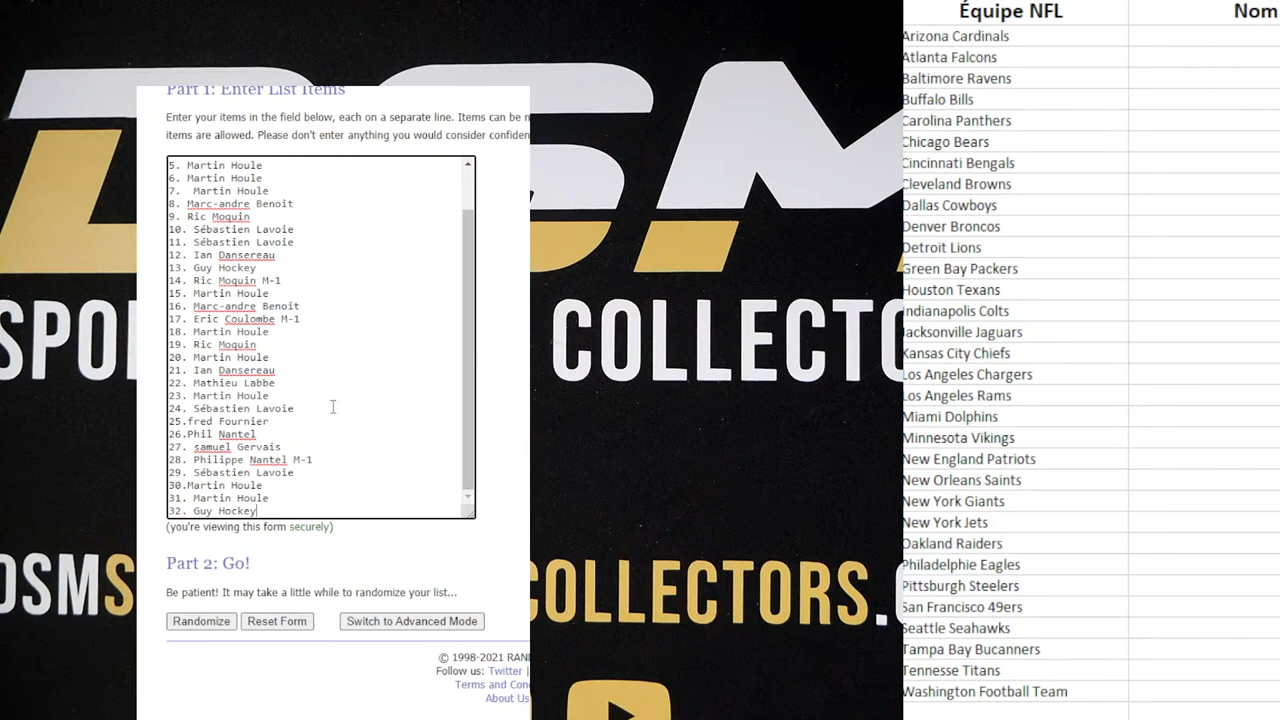 Part 1: Enter List Items
Enter your items in the field below, each on a separate line. Items can be n
items are allowed. Please don't enter anything you would consider confiden
5. Martin Houle
6. Martin Houle
7.  Martin Houle
8. Marc-andre Benoit
9. Ric Moquin
10. Sébastien Lavoie
11. Sébastien Lavoie
12. Ian Dansereau
13. Guy Hockey
14. Ric Moquin M-1
15. Martin Houle
16. Marc-andre Benoit
17. Eric Coulombe M-1
18. Martin Houle
19. Ric Moquin
20. Martin Houle
21. Ian Dansereau
22. Mathieu Labbe
23. Martin Houle
24. Sébastien Lavoie
25.fred Fournier
26.Phil Nantel
27. samuel Gervais
28. Philippe Nantel M-1
29. Sébastien Lavoie
30.Martin Houle
31. Martin Houle
32. Guy Hockey
(you're viewing this form securely)
Part 2: Go!
Be patient! It may take a little while to randomize your list...
Randomize Reset Form Switch to Advanced Mode
© 1998-2021 RAN
Follow us: Twitter |
Terms and Con
About Us
DSM
SPO COLLECTO
DSMS COLLECTORS.
Équipe NFL Nom
Arizona Cardinals
Atlanta Falcons
Baltimore Ravens
Buffalo Bills
Carolina Panthers
Chicago Bears
Cincinnati Bengals
Cleveland Browns
Dallas Cowboys
Denver Broncos
Detroit Lions
Green Bay Packers
Houston Texans
Indianapolis Colts
Jacksonville Jaguars
Kansas City Chiefs
Los Angeles Chargers
Los Angeles Rams
Miami Dolphins
Minnesota Vikings
New England Patriots
New Orleans Saints
New York Giants
New York Jets
Oakland Raiders
Philadelphie Eagles
Pittsburgh Steelers
San Francisco 49ers
Seattle Seahawks
Tampa Bay Bucanners
Tennesse Titans
Washington Football Team